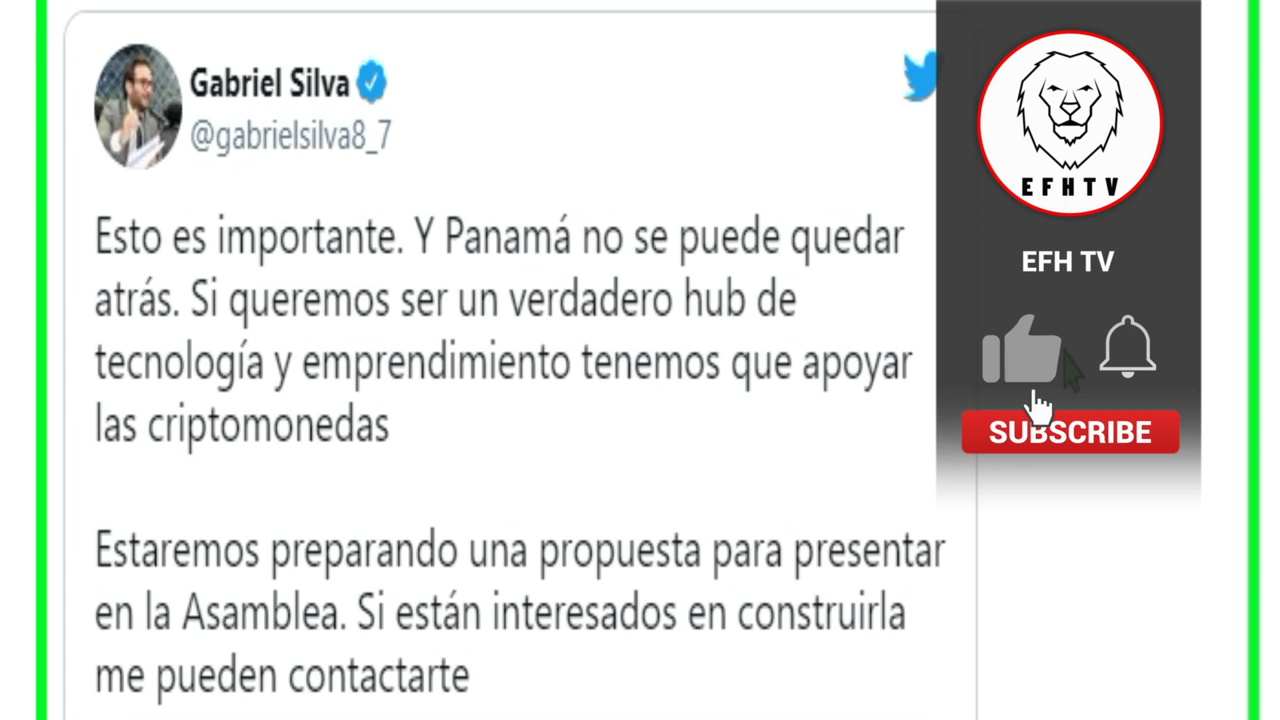 Gabriel Silva
@gabrielsilva8_7
Esto es importante. Y Panamá no se puede quedar
atrás. Si queremos ser un verdadero hub de
tecnología y emprendimiento tenemos que apoyar
las criptomonedas
Estaremos preparando una propuesta para presentar
en la Asamblea. Si están interesados en construirla
me pueden contactarte
EFHTV
EFH TV
SUBSCRIBE